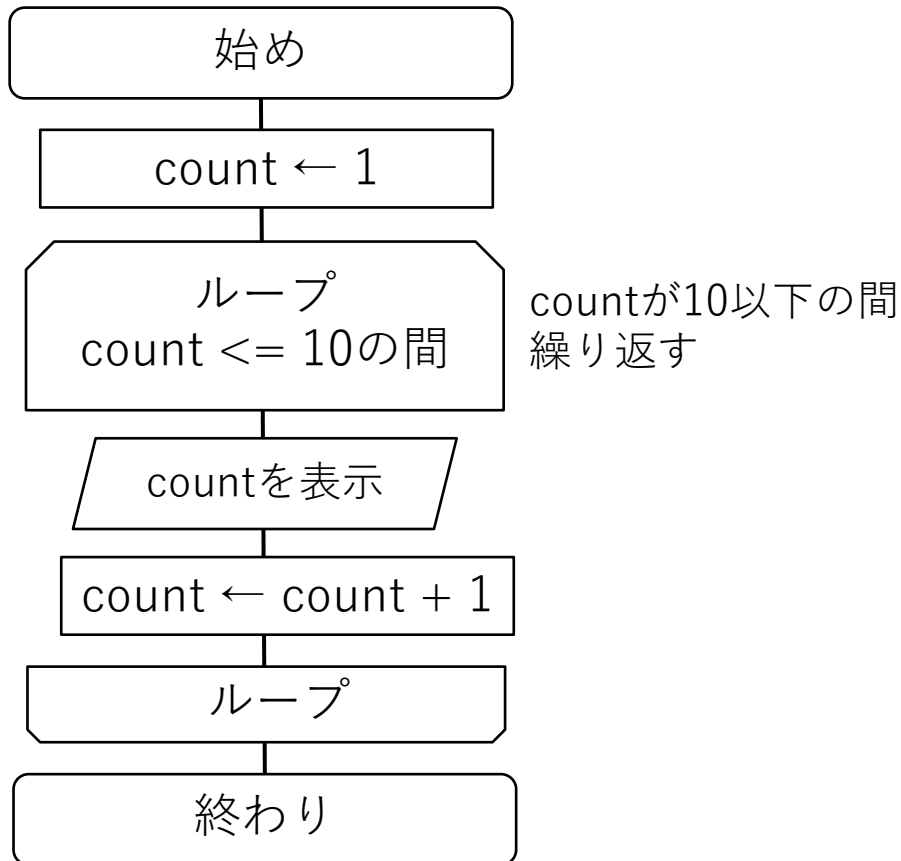 始め
count ← 1
ループ
count <= 10の間
countが10以下の間
繰り返す
countを表示
count ← count + 1
ループ
終わり